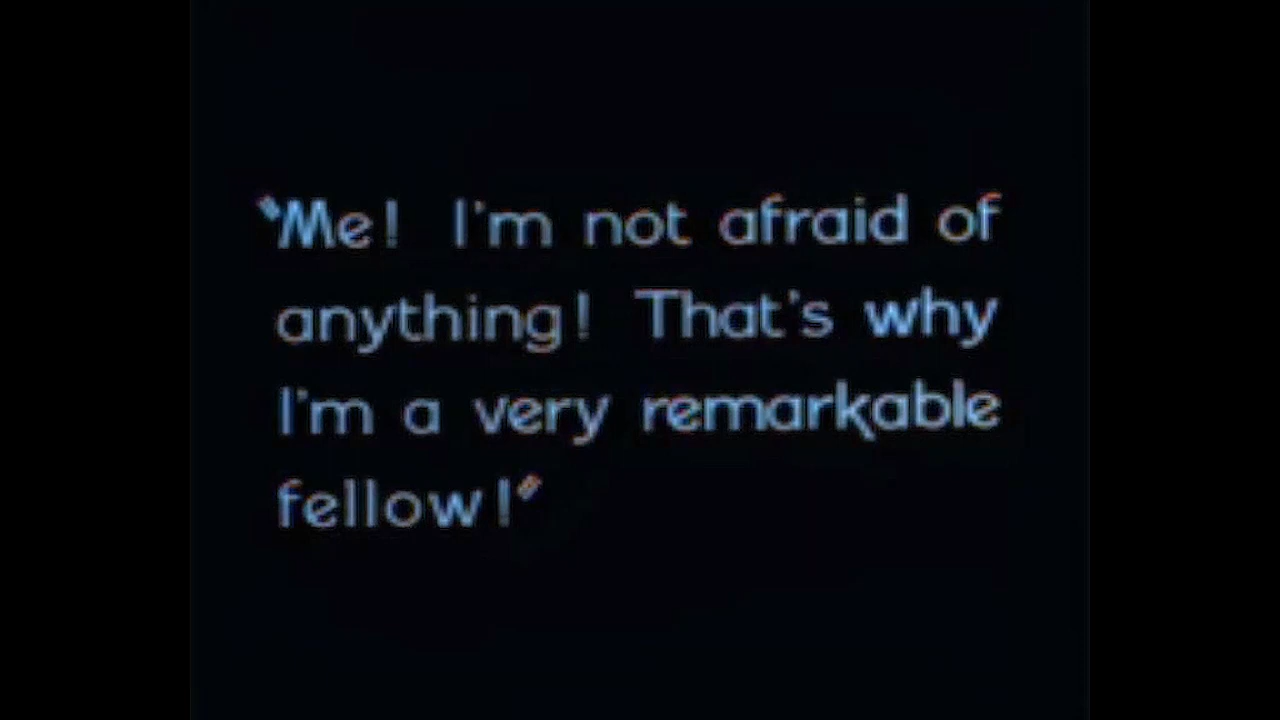 "Me! I'm not afraid of
anything! That's why
I'm a very remarkable
fellow!"